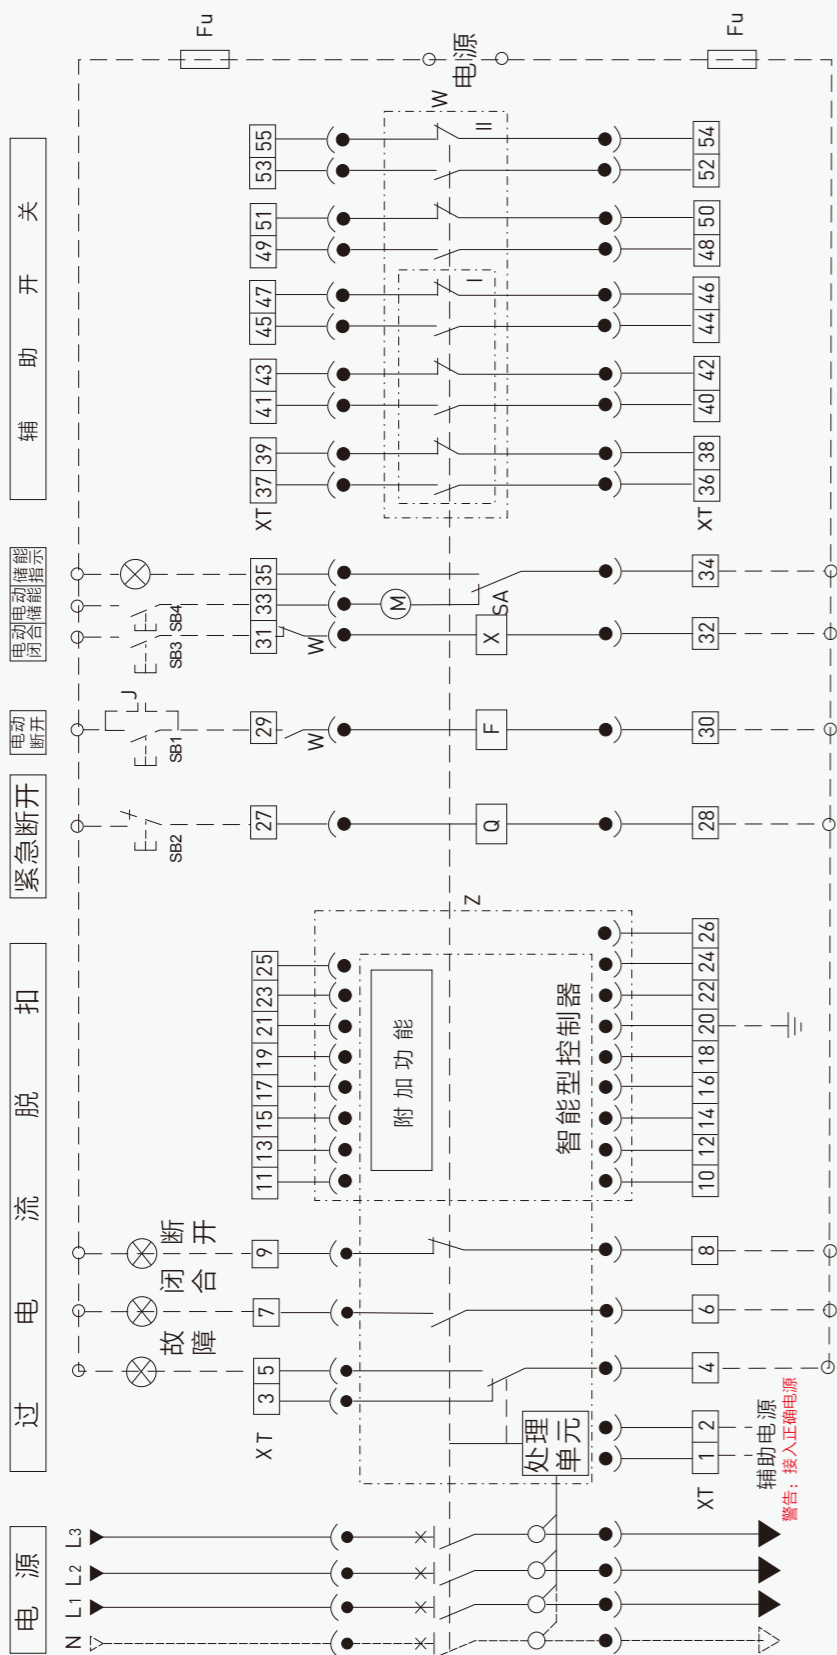 电源
过电流脱扣
紧急断开
电动
断开
电动
闭合
电动
储能
储能
指示
辅助开关
N L1 L2 L3
SB2
SB1
J
SB3
SB4
故障
闭合
断开
Fu
XT
3 5 7 9 11 13 15 17 19 21 23 25 27 29 31 33 35
XT
37 39 41 43 45 47 49 51 53 55
W
W
附加功能
M
W
I
II
电源
Z
Q
F
X
SA
处理
单元
智能型控制器
XT
1 2 4 6 8 10 12 14 16 18 20 22 24 26 28 30 32 34
XT
36 38 40 42 44 46 48 50 52 54
Fu
辅助电源
警告：接入正确电源